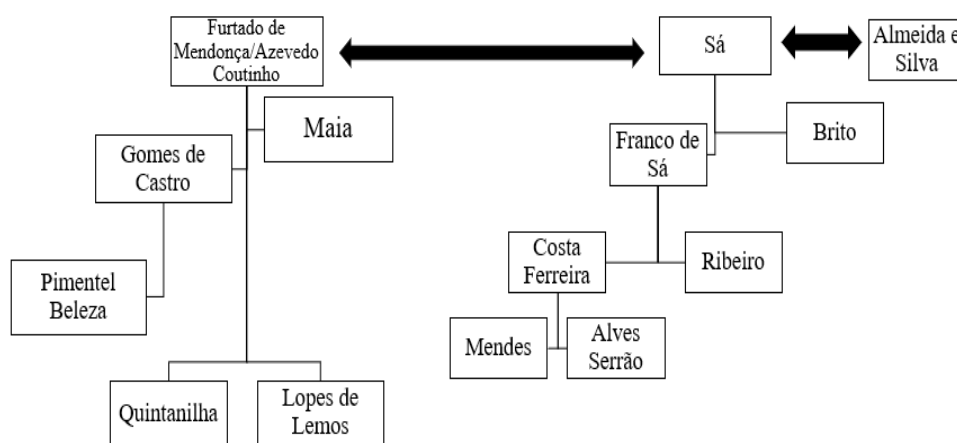 Furtado de
Mendonça/Azevedo
Coutinho
Sá
Almeida e
Silva
Maia
Brito
Gomes de
Castro
Franco de
Sá
Costa
Ferreira
Ribeiro
Pimentel
Beleza
Mendes
Alves
Serrão
Quintanilha
Lopes de
Lemos